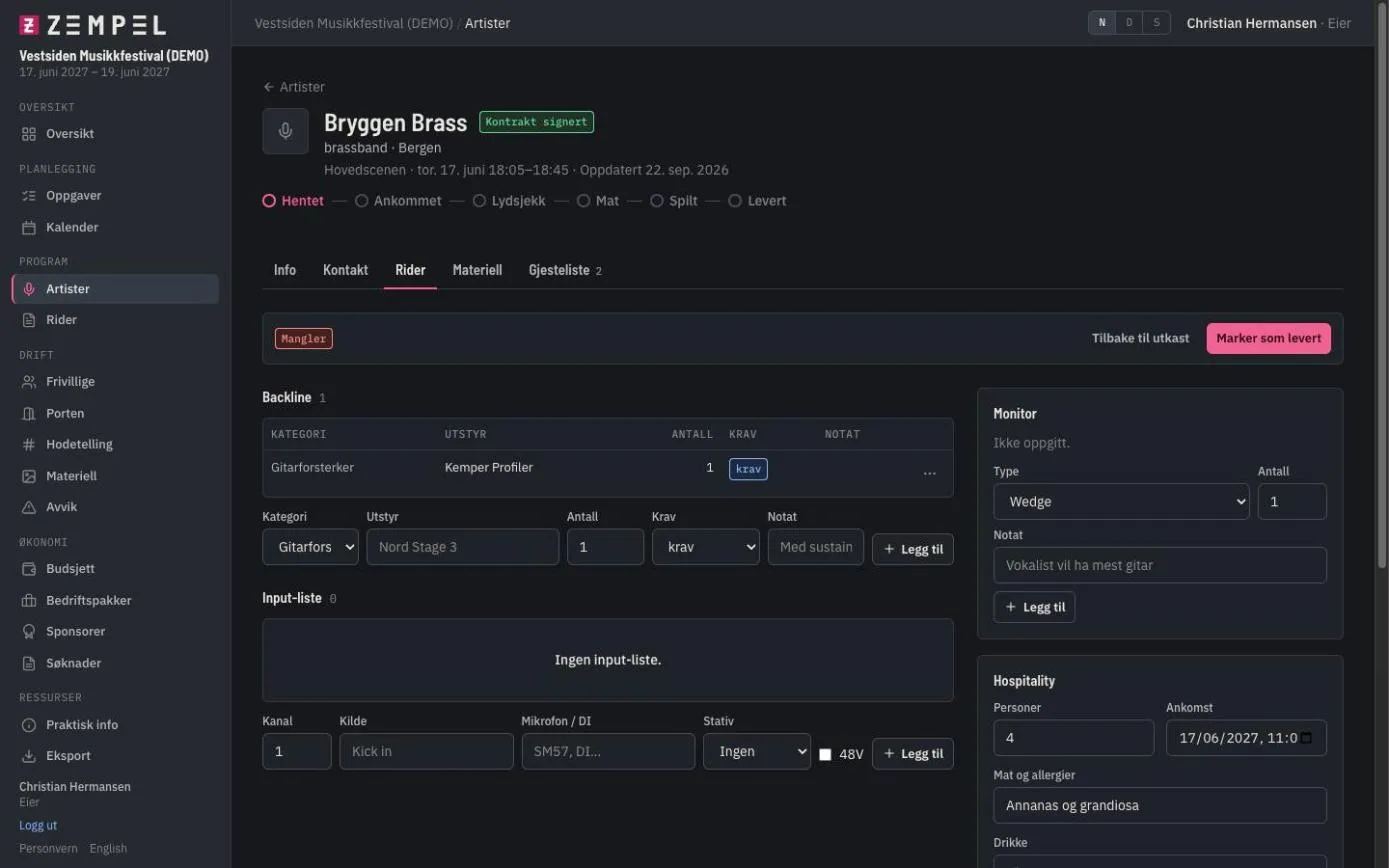 ZEMPEL
Vestsiden Musikkfestival (DEMO)
17. juni 2027 – 19. juni 2027
OVERSIKT
Oversikt
PLANLEGGING
Oppgaver
Kalender
PROGRAM
Artister
Rider
DRIFT
Frivillige
Porten
Hodetelling
Materiell
Avvik
ØKONOMI
Budsjett
Bedriftspakker
Sponsorer
Søknader
RESSURSER
Praktisk info
Eksport
Christian Hermansen
Eier
Logg ut
Personvern English
Vestsiden Musikkfestival (DEMO) / Artister
N D S Christian Hermansen · Eier
← Artister
Bryggen Brass Kontrakt signert
brassband · Bergen
Hovedscenen · tor. 17. juni 18:05–18:45 · Oppdatert 22. sep. 2026
Hentet — Ankommet — Lydsjekk — Mat — Spilt — Levert
Info Kontakt Rider Materiell Gjesteliste 2
Mangler Tilbake til utkast Marker som levert
Backline 1
KATEGORI UTSTYR ANTALL KRAV NOTAT
Gitarforsterker Kemper Profiler 1 krav ...
Kategori Utstyr Antall Krav Notat
Gitarfors Nord Stage 3 1 krav Med sustain + Legg til
Input-liste 0
Ingen input-liste.
Kanal Kilde Mikrofon / DI Stativ
1 Kick in SM57, DI... Ingen 48V + Legg til
Monitor
Ikke oppgitt.
Type Antall
Wedge 1
Notat
Vokalist vil ha mest gitar
+ Legg til
Hospitality
Personer Ankomst
4 17/06/2027, 11:0
Mat og allergier
Annanas og grandiosa
Drikke